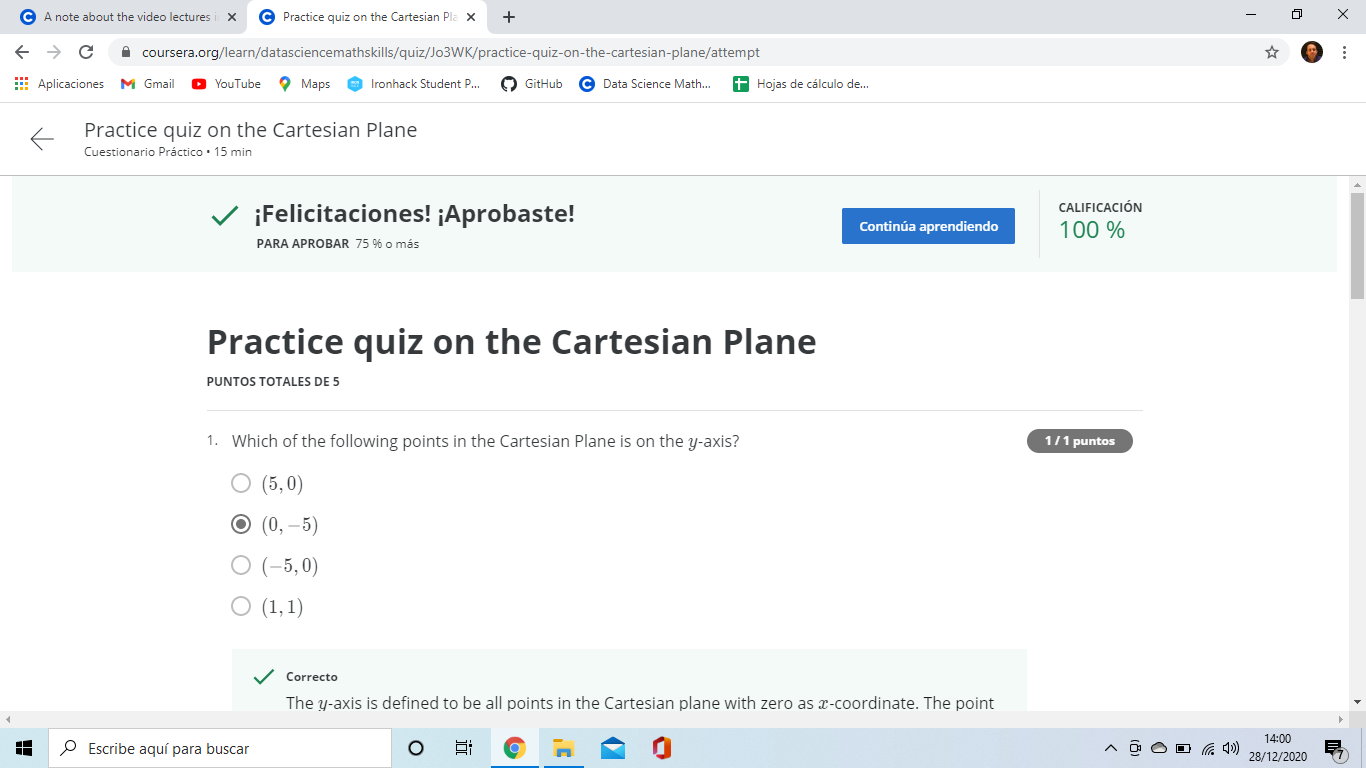 A note about the video lectures i
Practice quiz on the Cartesian Pla
coursera.org/learn/datasciencemathskills/quiz/Jo3WK/practice-quiz-on-the-cartesian-plane/attempt
Aplicaciones Gmail YouTube Maps Ironhack Student P... GitHub Data Science Math... Hojas de cálculo de...
Practice quiz on the Cartesian Plane
Cuestionario Práctico • 15 min
¡Felicitaciones! ¡Aprobaste!
PARA APROBAR 75 % o más
Continúa aprendiendo
CALIFICACIÓN
100 %
Practice quiz on the Cartesian Plane
PUNTOS TOTALES DE 5
1. Which of the following points in the Cartesian Plane is on the y-axis?
1 / 1 puntos
(5, 0)
(0, −5)
(−5, 0)
(1, 1)
Correcto
The y-axis is defined to be all points in the Cartesian plane with zero as x-coordinate. The point
Escribe aquí para buscar
14:00
28/12/2020
7